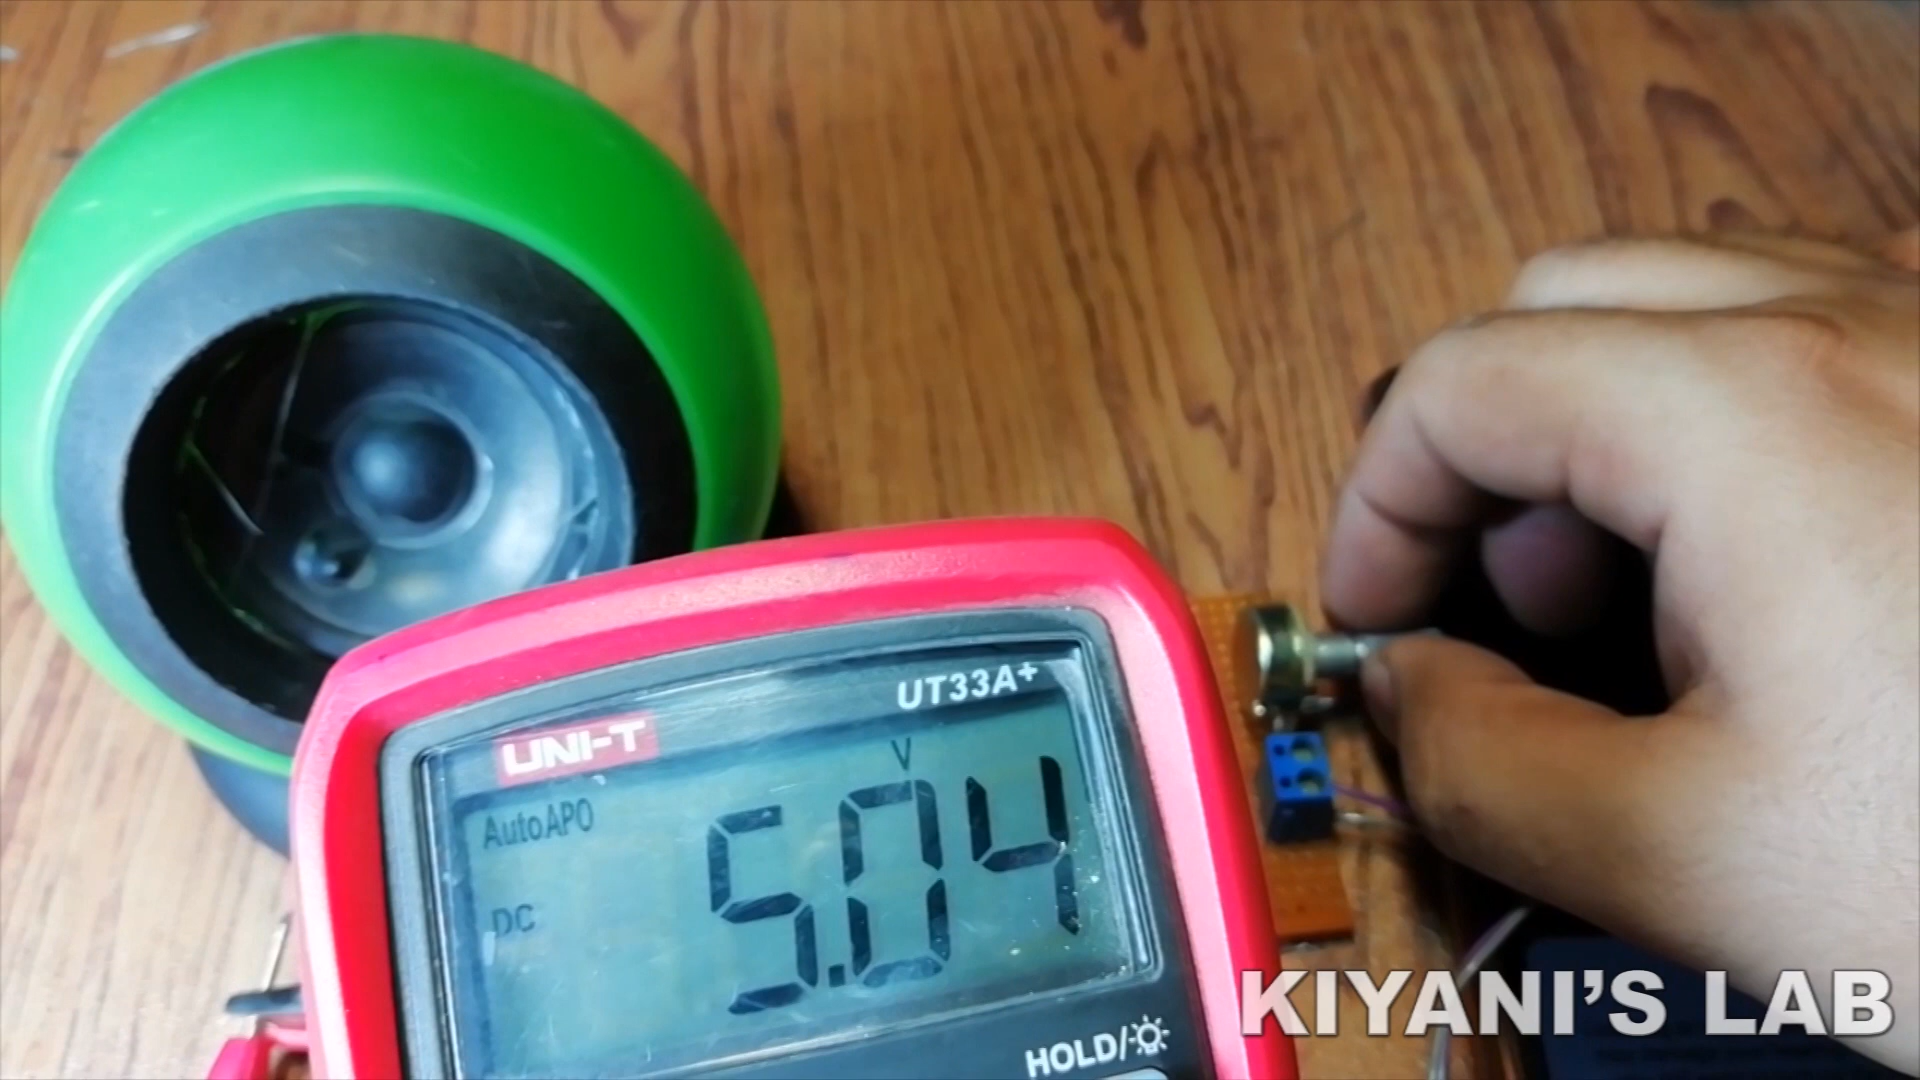 UT33A+
UNI-T
V
AutoAPO
5.04
DC
HOLD/
KIYANI'S LAB